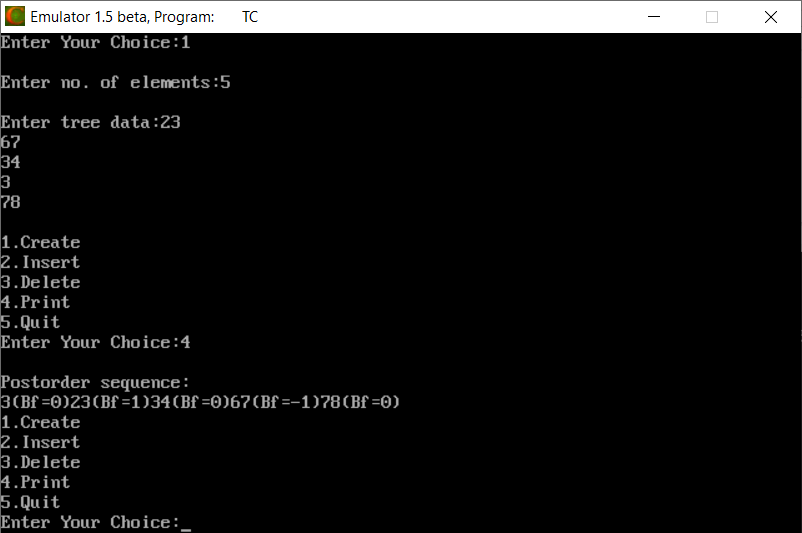 Emulator 1.5 beta, Program: TC
Enter Your Choice:1
Enter no. of elements:5
Enter tree data:23
67
34
3
78
1.Create
2.Insert
3.Delete
4.Print
5.Quit
Enter Your Choice:4
Postorder sequence:
3(Bf=0)23(Bf=1)34(Bf=0)67(Bf=-1)78(Bf=0)
1.Create
2.Insert
3.Delete
4.Print
5.Quit
Enter Your Choice:_